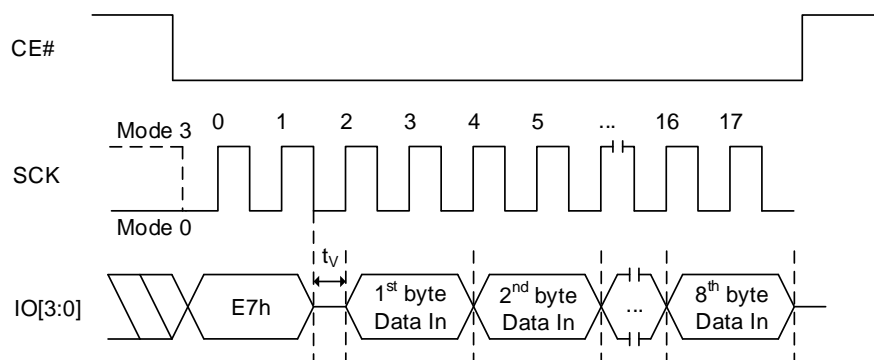 CE#
Mode 3
0 1 2 3 4 5 ... 16 17
SCK
Mode 0
tV
IO[3:0]
E7h
1st byte
Data In
2nd byte
Data In
...
8th byte
Data In